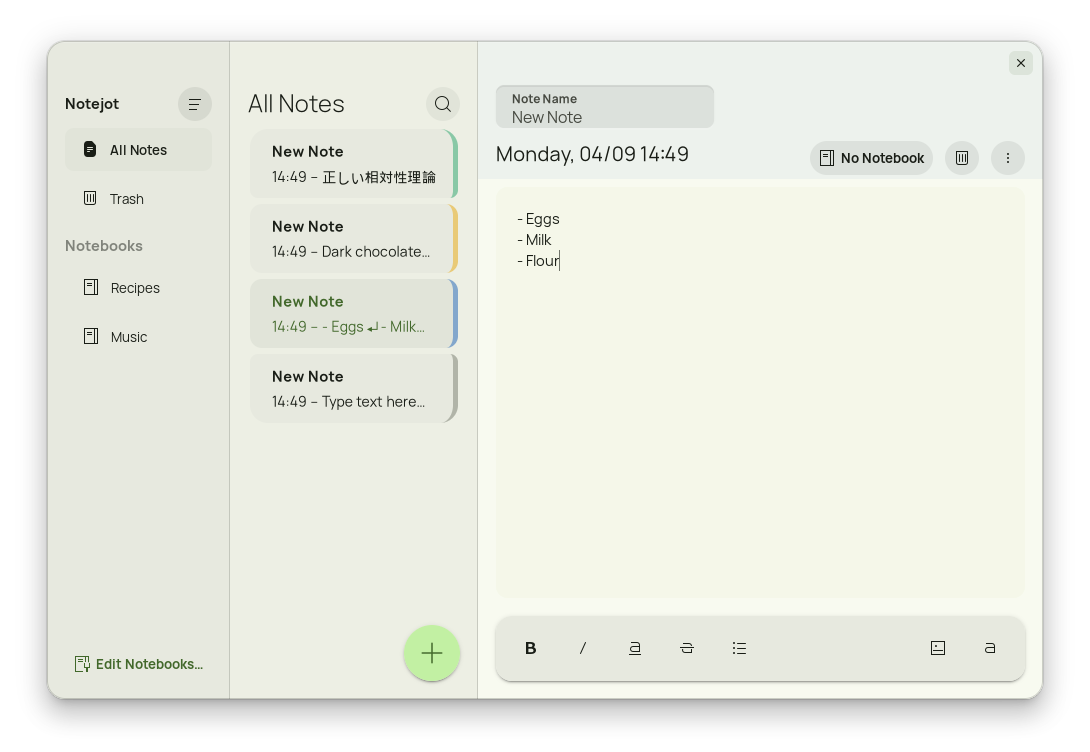 Notejot
All Notes
Trash
Notebooks
Recipes
Music
Edit Notebooks...
All Notes
New Note
14:49 – 正しい相対性理論
New Note
14:49 – Dark chocolate...
New Note
14:49 – - Eggs ↲ - Milk...
New Note
14:49 – Type text here...
Note Name
New Note
Monday, 04/09 14:49
No Notebook
- Eggs
- Milk
- Flour
B / a S a